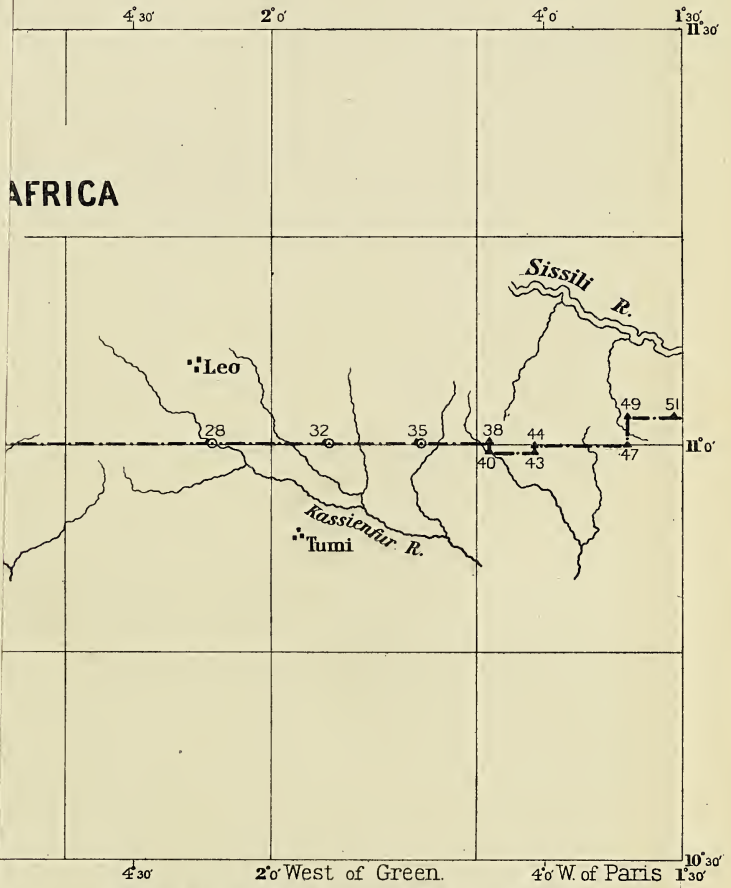 4°30′ 2°0′ 4°0′ 1°30′
11°30′
AFRICA
Sissili R.
Leo
49 51
28 32 35 38 44
11°0′
40 43 47
Kassienfur R.
Tumi
10°30′
4°30′ 2°0′ West of Green. 4°0′ W. of Paris 1°30′